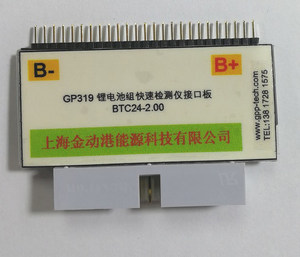 B-
B+
GP319 锂电池组快速检测仪接口板
BTC24-2.00
上海金动港能源科技有限公司
www.gpp-tech.com
TEL:138 1728 1575